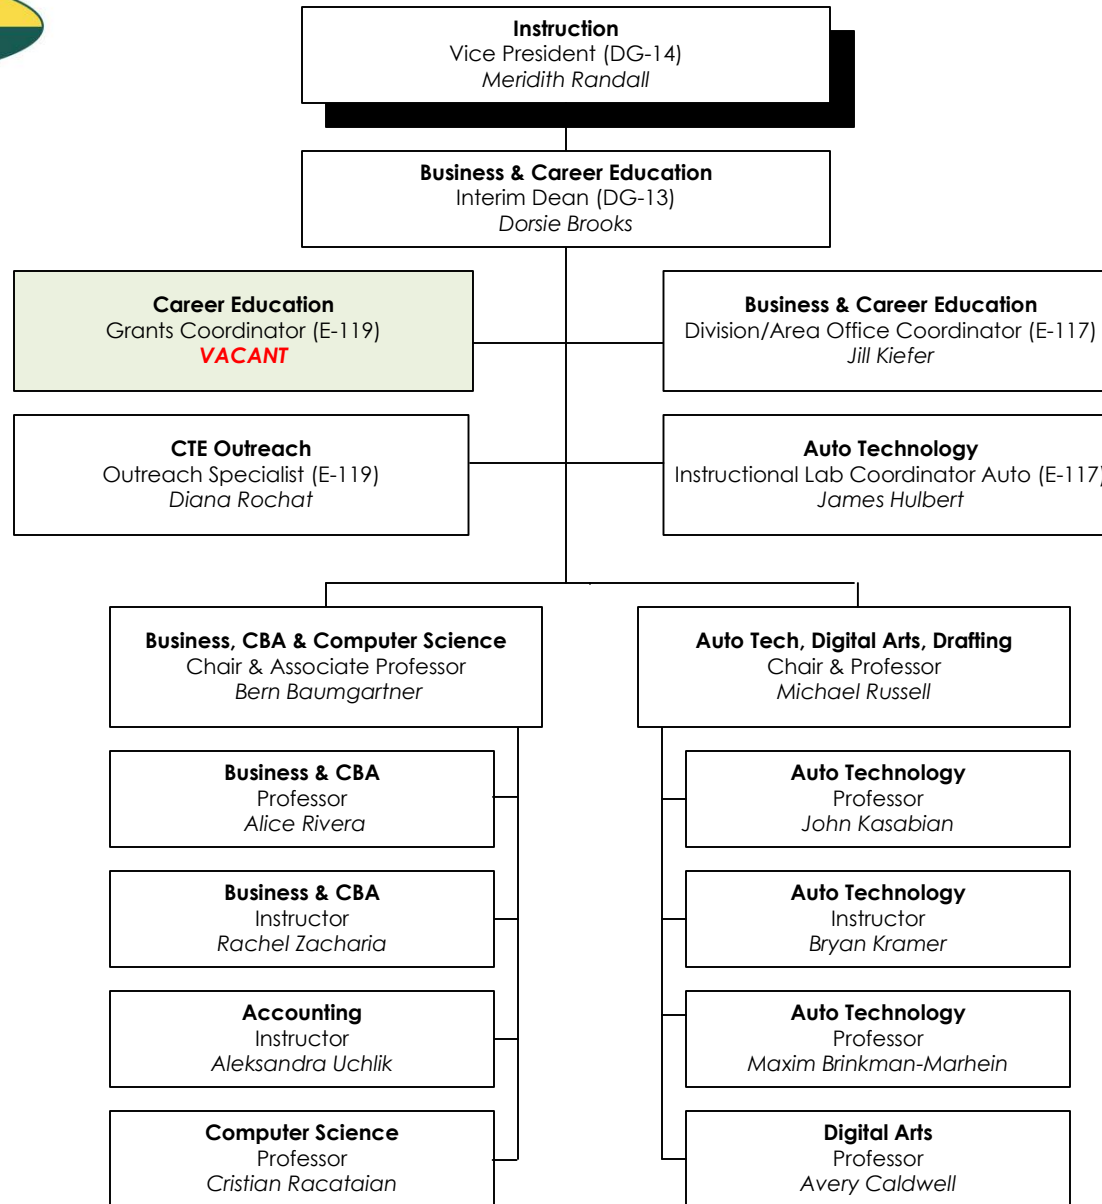 Instruction
Vice President (DG-14)
Meridith Randall
Business & Career Education
Interim Dean (DG-13)
Dorsie Brooks
Career Education
Grants Coordinator (E-119)
VACANT
Business & Career Education
Division/Area Office Coordinator (E-117)
Jill Kiefer
CTE Outreach
Outreach Specialist (E-119)
Diana Rochat
Auto Technology
Instructional Lab Coordinator Auto (E-117)
James Hulbert
Business, CBA & Computer Science
Chair & Associate Professor
Bern Baumgartner
Auto Tech, Digital Arts, Drafting
Chair & Professor
Michael Russell
Business & CBA
Professor
Alice Rivera
Auto Technology
Professor
John Kasabian
Business & CBA
Instructor
Rachel Zacharia
Auto Technology
Instructor
Bryan Kramer
Accounting
Instructor
Aleksandra Uchlik
Auto Technology
Professor
Maxim Brinkman-Marhein
Computer Science
Professor
Cristian Racataian
Digital Arts
Professor
Avery Caldwell